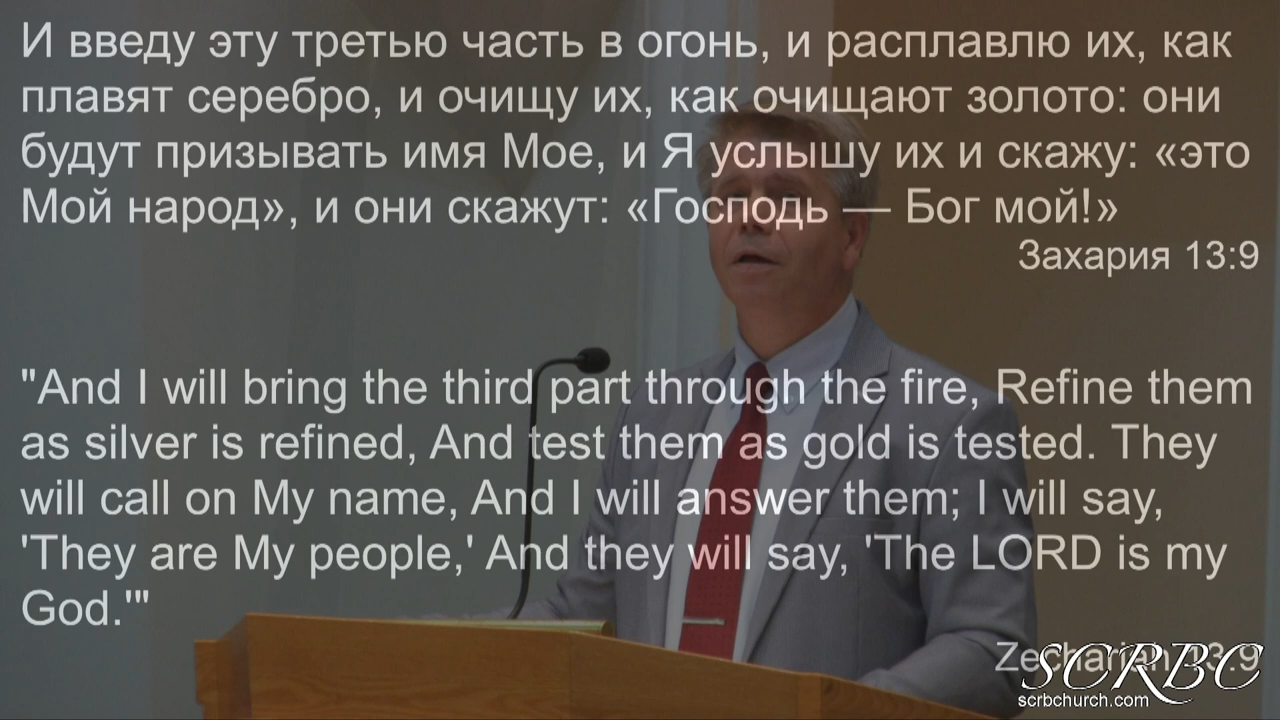 И введу эту третью часть в огонь, и расплавлю их, как
плавят серебро, и очищу их, как очищают золото: они
будут призывать имя Мое, и Я услышу их и скажу: «это
Мой народ», и они скажут: «Господь — Бог мой!»
Захария 13:9
"And I will bring the third part through the fire, Refine them
as silver is refined, And test them as gold is tested. They
will call on My name, And I will answer them; I will say,
'They are My people,' And they will say, 'The LORD is my
God.'"
Zechariah 13:9
SCRBC
scrbchurch.com